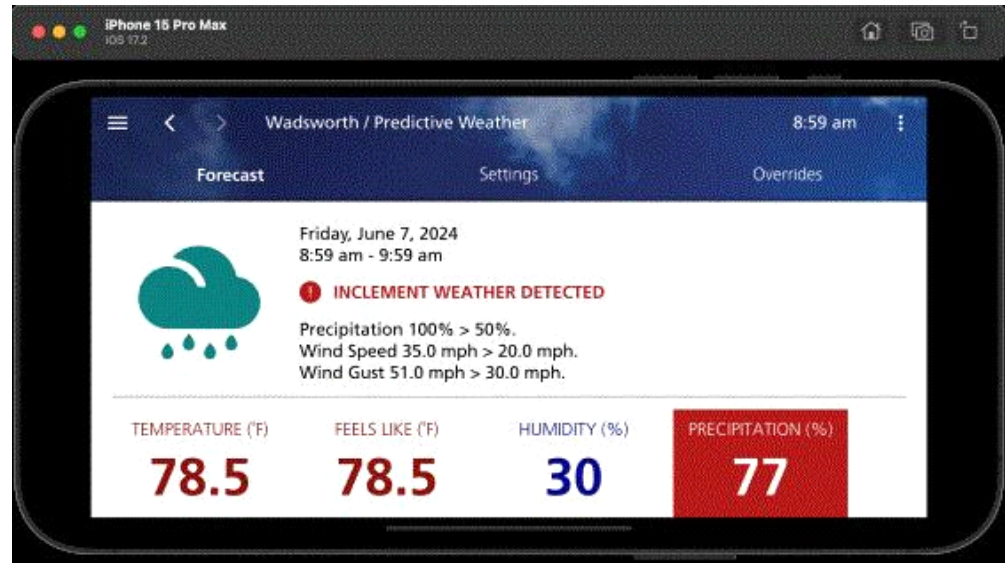 iPhone 15 Pro Max
iOS 17.2
Wadsworth / Predictive Weather 8:59 am
Forecast Settings Overrides
Friday, June 7, 2024
8:59 am - 9:59 am
! INCLEMENT WEATHER DETECTED
Precipitation 100% > 50%.
Wind Speed 35.0 mph > 20.0 mph.
Wind Gust 51.0 mph > 30.0 mph.
TEMPERATURE (°F) FEELS LIKE (°F) HUMIDITY (%) PRECIPITATION (%)
78.5 78.5 30 77